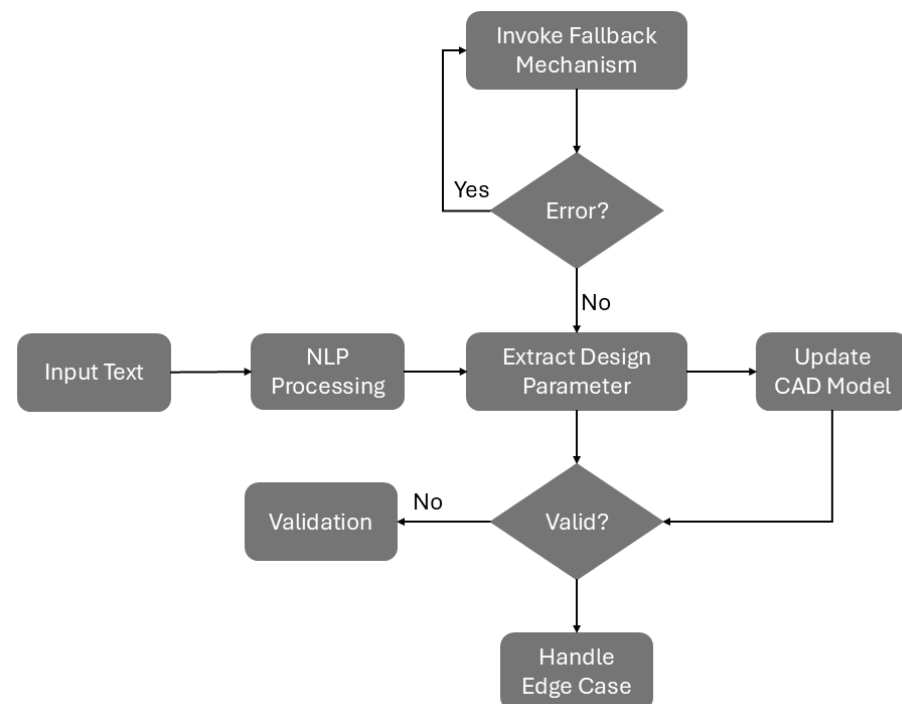 Invoke Fallback
Mechanism
Yes
Error?
No
Input Text
NLP
Processing
Extract Design
Parameter
Update
CAD Model
Validation
No
Valid?
Handle
Edge Case